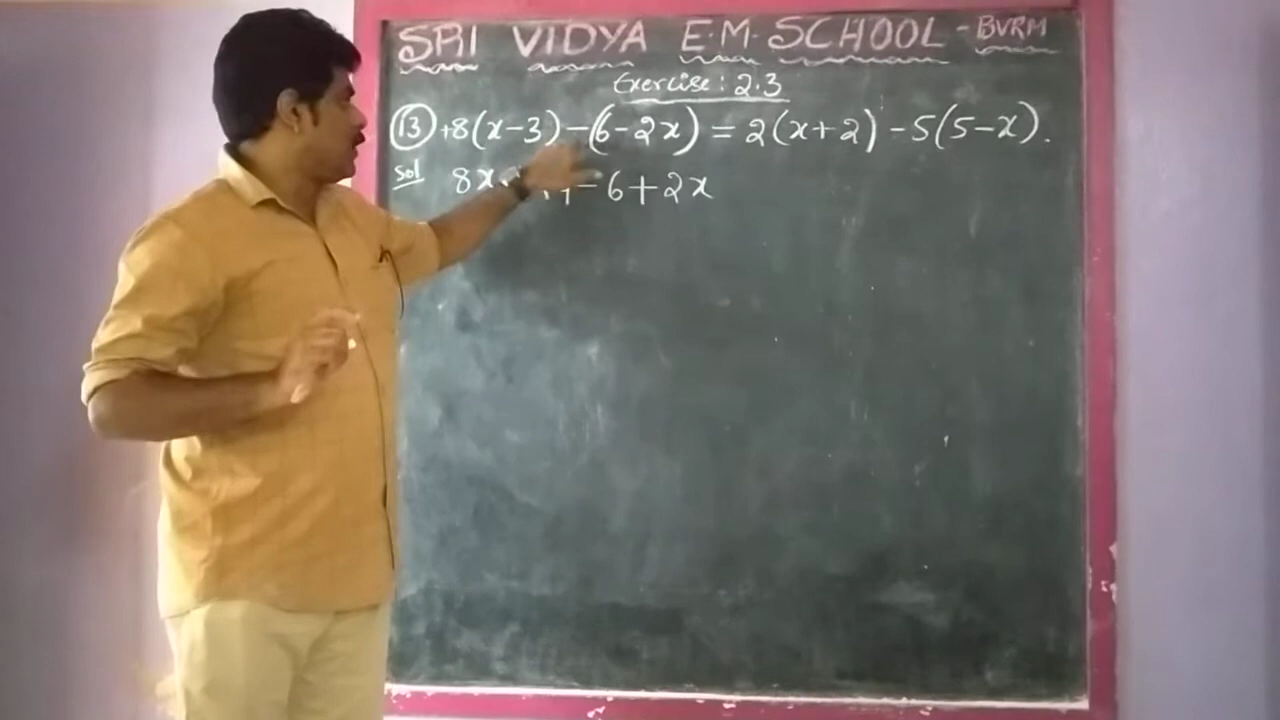 SRI VIDYA E.M. SCHOOL - BVRM
Exercise: 2.3
13 +8(x-3)-(6-2x) = 2(x+2)-5(5-x).
Sol 8x - 6 + 2x